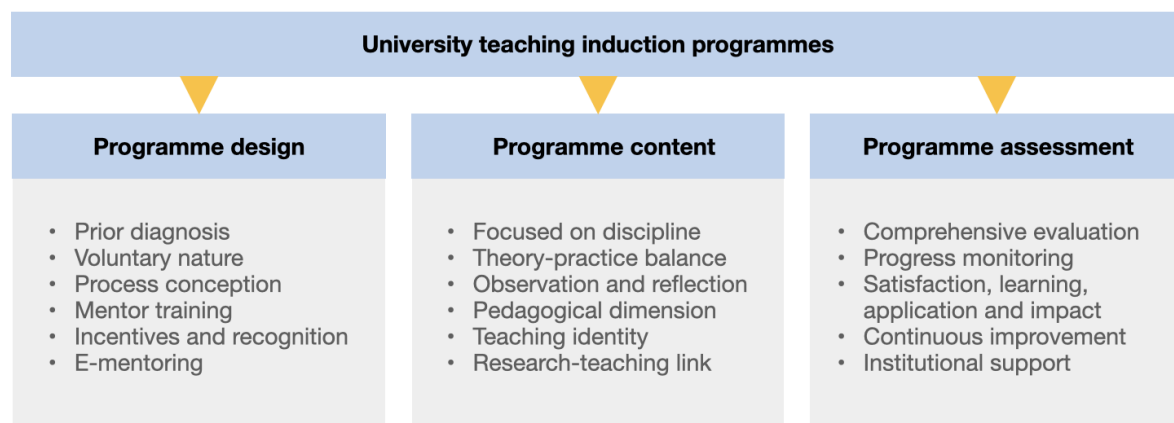 University teaching induction programmes
Programme design
• Prior diagnosis
• Voluntary nature
• Process conception
• Mentor training
• Incentives and recognition
• E-mentoring
Programme content
• Focused on discipline
• Theory-practice balance
• Observation and reflection
• Pedagogical dimension
• Teaching identity
• Research-teaching link
Programme assessment
• Comprehensive evaluation
• Progress monitoring
• Satisfaction, learning,
application and impact
• Continuous improvement
• Institutional support